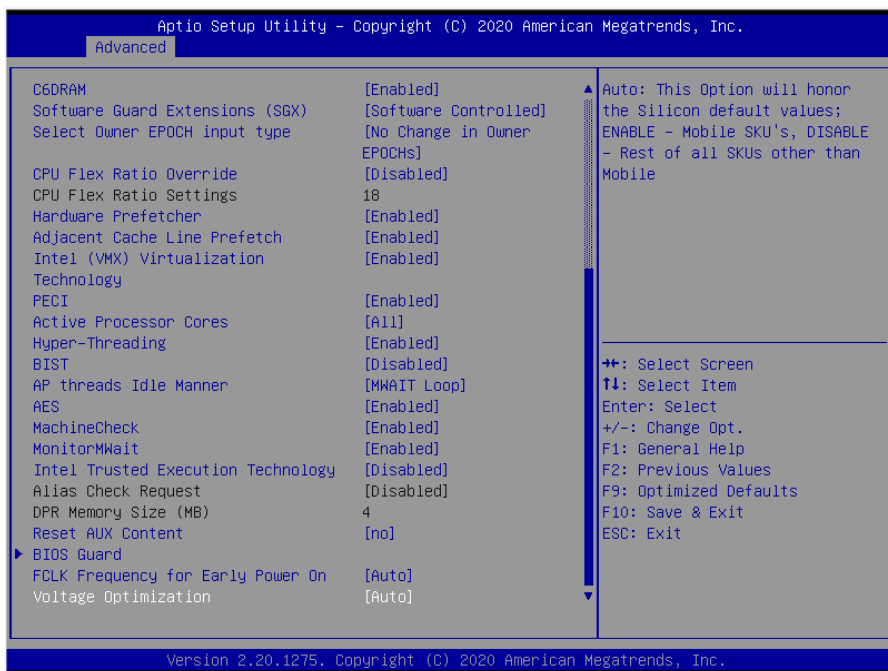 Aptio Setup Utility – Copyright (C) 2020 American Megatrends, Inc.
Advanced
C6DRAM [Enabled]
Software Guard Extensions (SGX) [Software Controlled]
Select Owner EPOCH input type [No Change in Owner
EPOCHs]
CPU Flex Ratio Override [Disabled]
CPU Flex Ratio Settings 18
Hardware Prefetcher [Enabled]
Adjacent Cache Line Prefetch [Enabled]
Intel (VMX) Virtualization [Enabled]
Technology
PECI [Enabled]
Active Processor Cores [All]
Hyper-Threading [Enabled]
BIST [Disabled]
AP threads Idle Manner [MWAIT Loop]
AES [Enabled]
MachineCheck [Enabled]
MonitorMWait [Enabled]
Intel Trusted Execution Technology [Disabled]
Alias Check Request [Disabled]
DPR Memory Size (MB) 4
Reset AUX Content [no]
BIOS Guard
FCLK Frequency for Early Power On [Auto]
Voltage Optimization [Auto]
Auto: This Option will honor
the Silicon default values;
ENABLE – Mobile SKU's, DISABLE
– Rest of all SKUs other than
Mobile
→←: Select Screen
↑↓: Select Item
Enter: Select
+/-: Change Opt.
F1: General Help
F2: Previous Values
F9: Optimized Defaults
F10: Save & Exit
ESC: Exit
Version 2.20.1275. Copyright (C) 2020 American Megatrends, Inc.